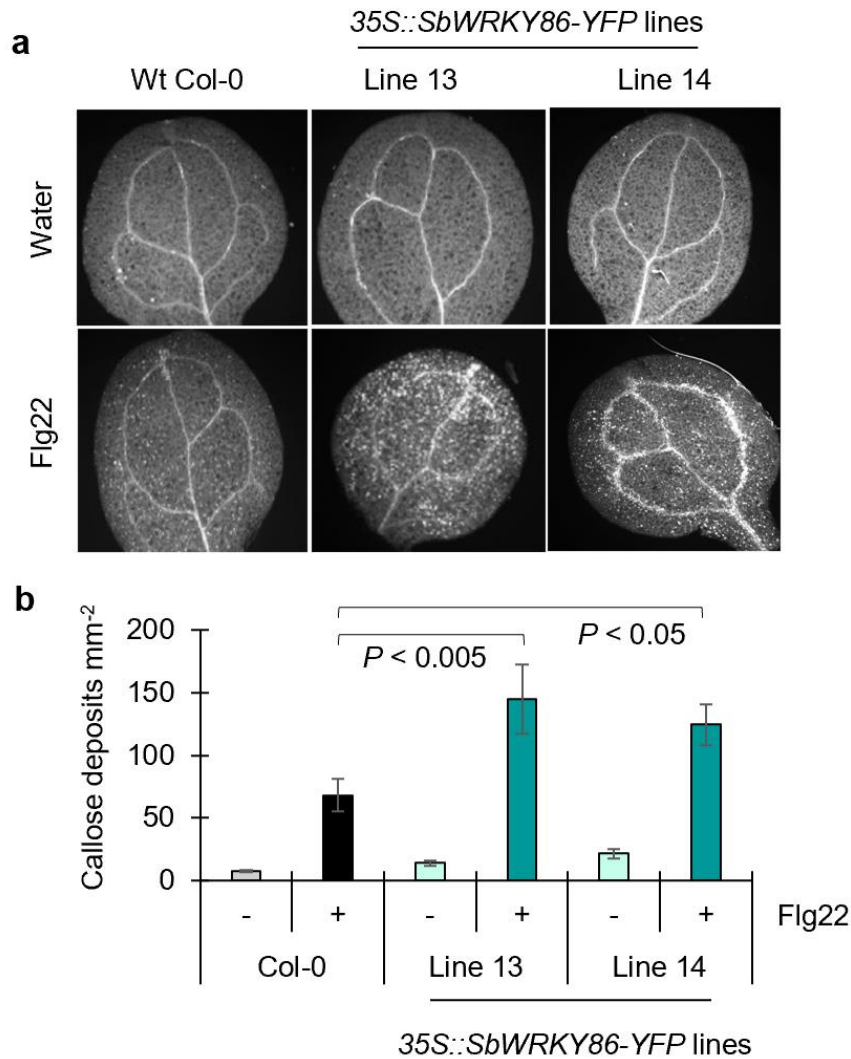 35S::SbWRKY86-YFP lines
a
Wt Col-0 Line 13 Line 14
Water
Flg22
b
Callose deposits mm-2
200
150
100
50
0
P < 0.005
P < 0.05
- + - + - + Flg22
Col-0 Line 13 Line 14
35S::SbWRKY86-YFP lines